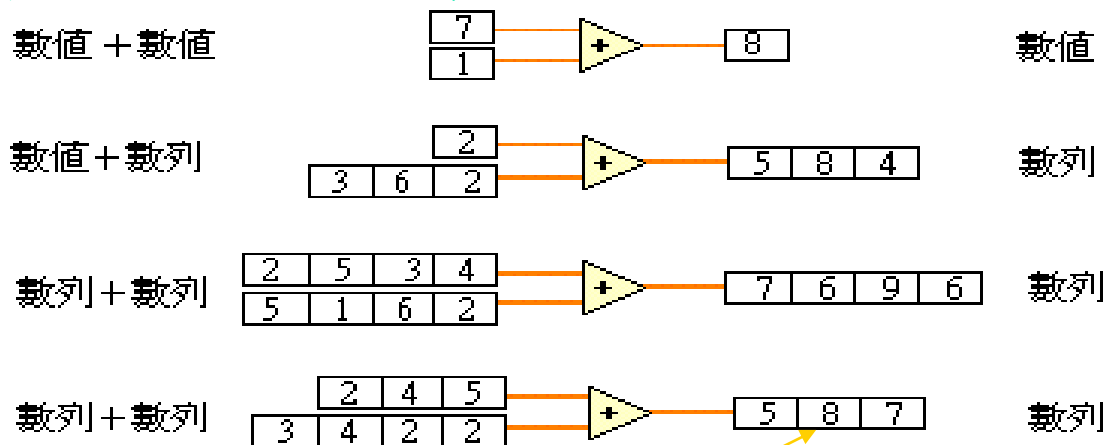 數值＋數值 7 1 + 8 數值
數值＋數列 2 3 6 2 + 5 8 4 數列
數列＋數列 2 5 3 4 5 1 6 2 + 7 6 9 6 數列
數列＋數列 2 4 5 3 4 2 2 + 5 8 7 數列